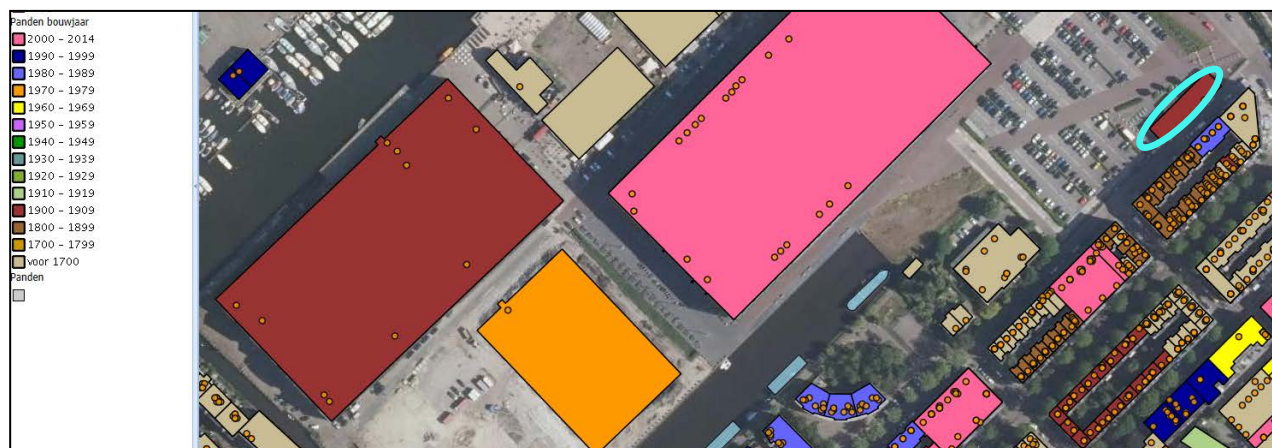 Panden bouwjaar
2000 - 2014
1990 - 1999
1980 - 1989
1970 - 1979
1960 - 1969
1950 - 1959
1940 - 1949
1930 - 1939
1920 - 1929
1910 - 1919
1900 - 1909
1800 - 1899
1700 - 1799
voor 1700
Panden